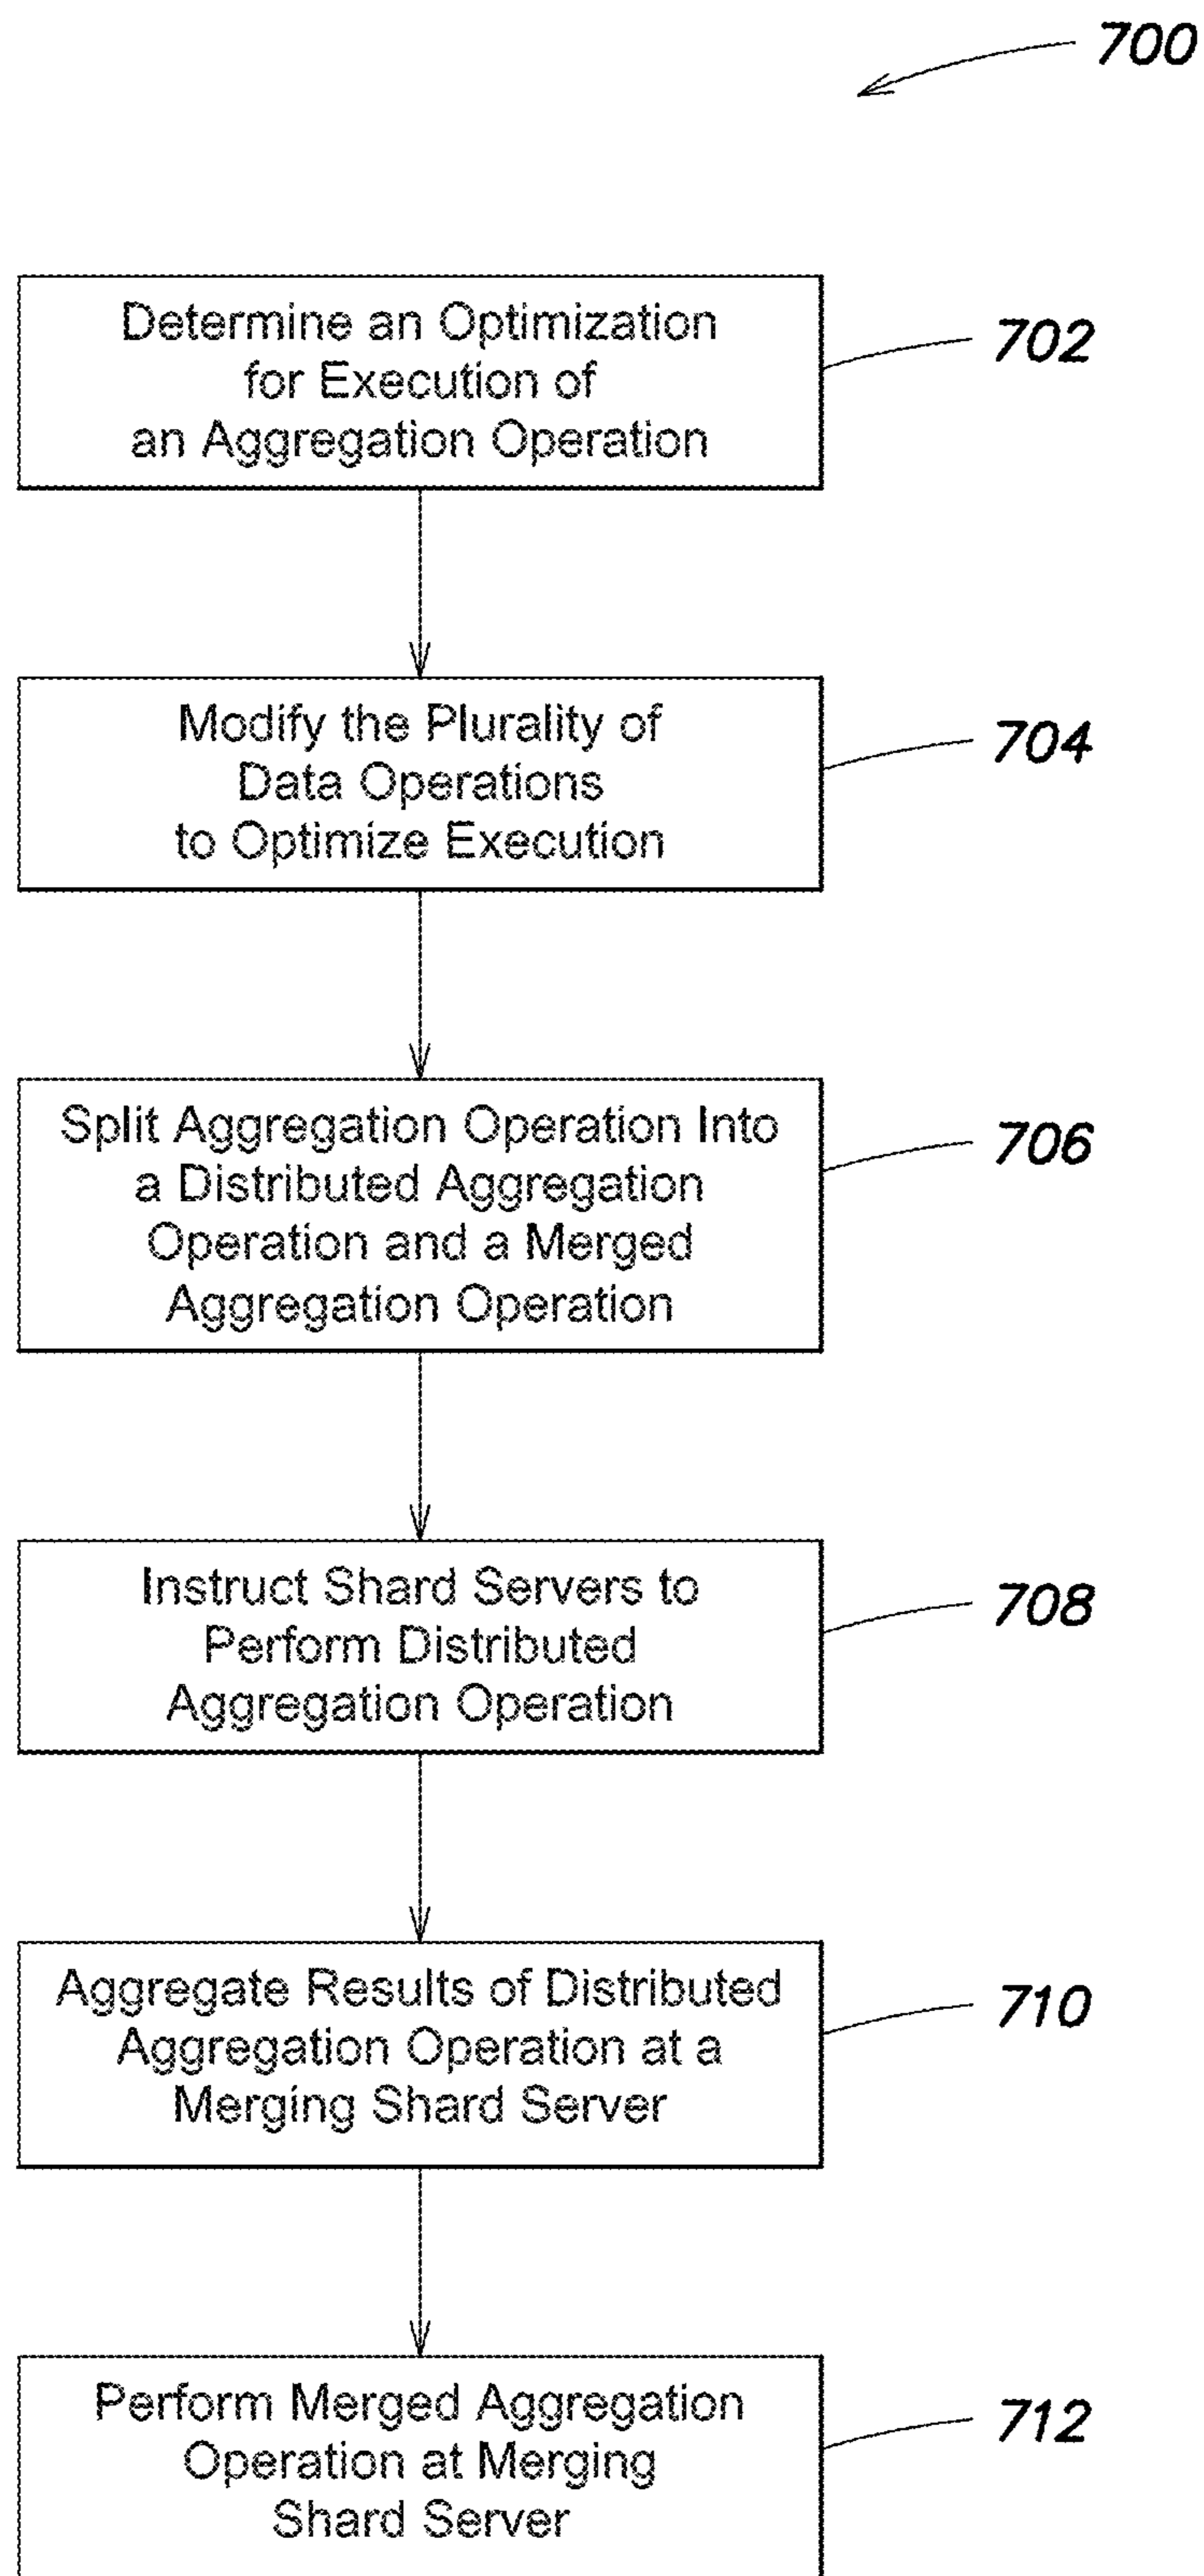 700
Determine an Optimization
for Execution of
an Aggregation Operation
702
Modify the Plurality of
Data Operations
to Optimize Execution
704
Split Aggregation Operation Into
a Distributed Aggregation
Operation and a Merged
Aggregation Operation
706
Instruct Shard Servers to
Perform Distributed
Aggregation Operation
708
Aggregate Results of Distributed
Aggregation Operation at a
Merging Shard Server
710
Perform Merged Aggregation
Operation at Merging
Shard Server
712